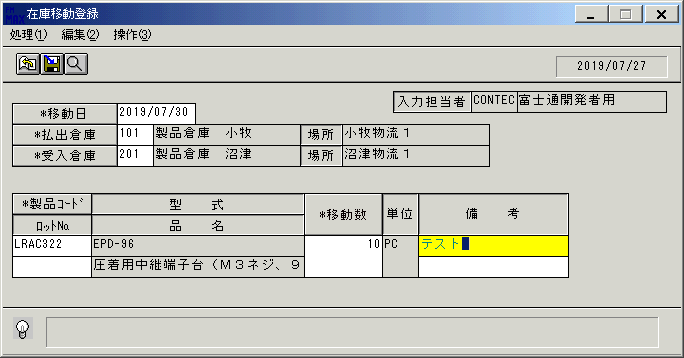 在庫移動登録
処理(1) 編集(2) 操作(3)
2019/07/27
入力担当者 CONTEC 富士通開発者用
*移動日 2019/07/30
*払出倉庫 101 製品倉庫 小牧 場所 小牧物流1
*受入倉庫 201 製品倉庫 沼津 場所 沼津物流1
*製品ｺｰﾄﾞ 型 式 *移動数 単位 備 考
ﾛｯﾄNo. 品 名
LRAC322 EPD-96 10 PC テスト
圧着用中継端子台(M3ネジ、9